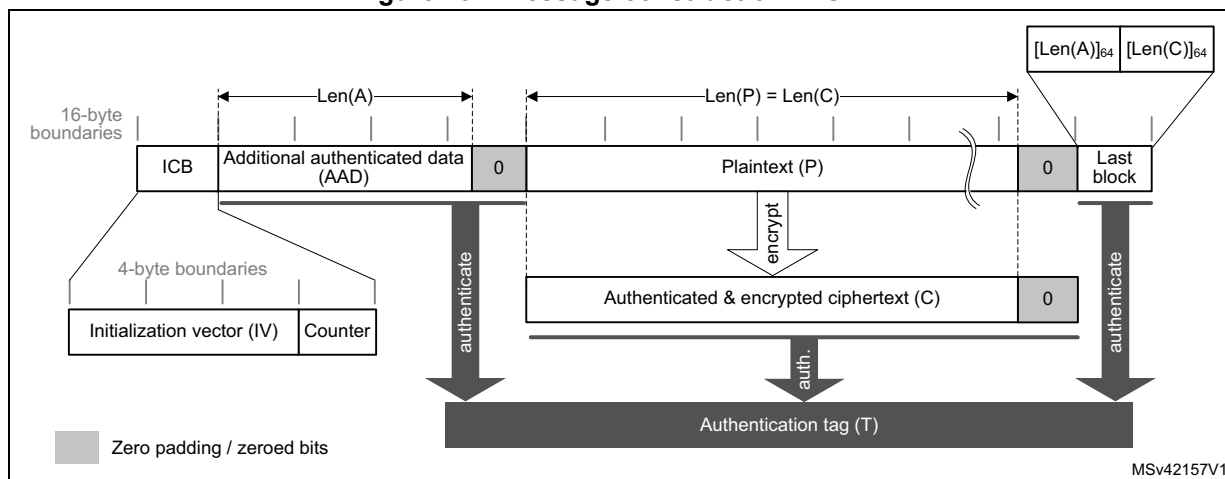 [Len(A)]64 [Len(C)]64
Len(A)
Len(P) = Len(C)
16-byte
boundaries
ICB
Additional authenticated data
(AAD)
0
Plaintext (P)
0
Last
block
encrypt
4-byte boundaries
authenticate
authenticate
Initialization vector (IV)
Counter
Authenticated & encrypted ciphertext (C)
0
auth.
Authentication tag (T)
Zero padding / zeroed bits
MSv42157V1